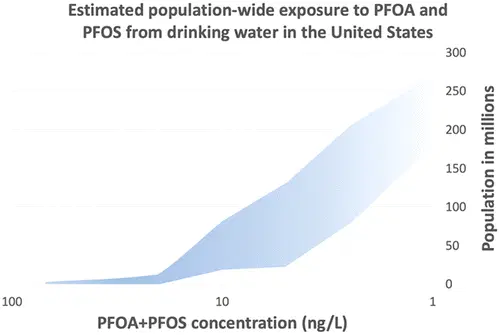 Estimated population-wide exposure to PFOA and
PFOS from drinking water in the United States
300
250
200
150
100
50
0
Population in millions
100
10
1
PFOA+PFOS concentration (ng/L)